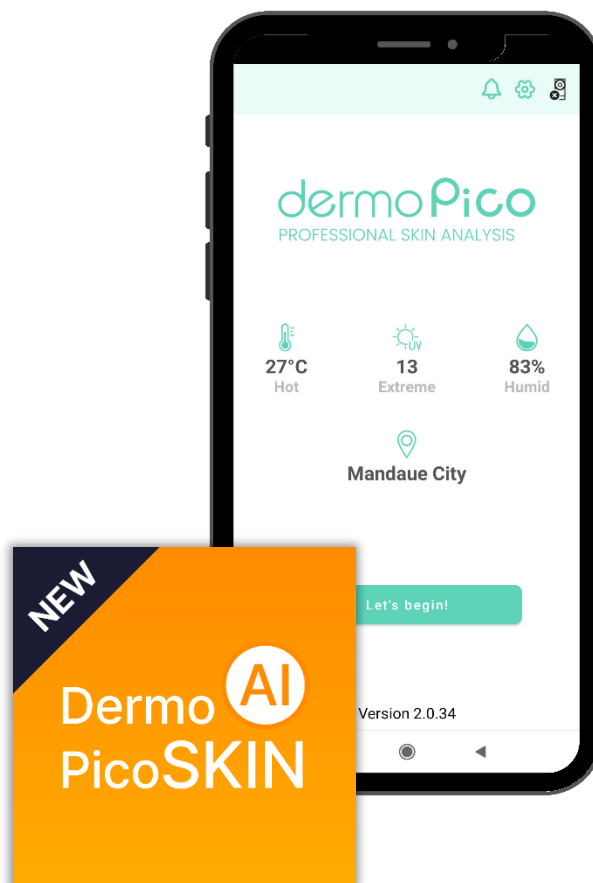 dermoPico
PROFESSIONAL SKIN ANALYSIS
UV
27°C
13
83%
Hot
Extreme
Humid
Mandaue City
Let's begin!
Version 2.0.34
NEW
Dermo AI
PicoSKIN